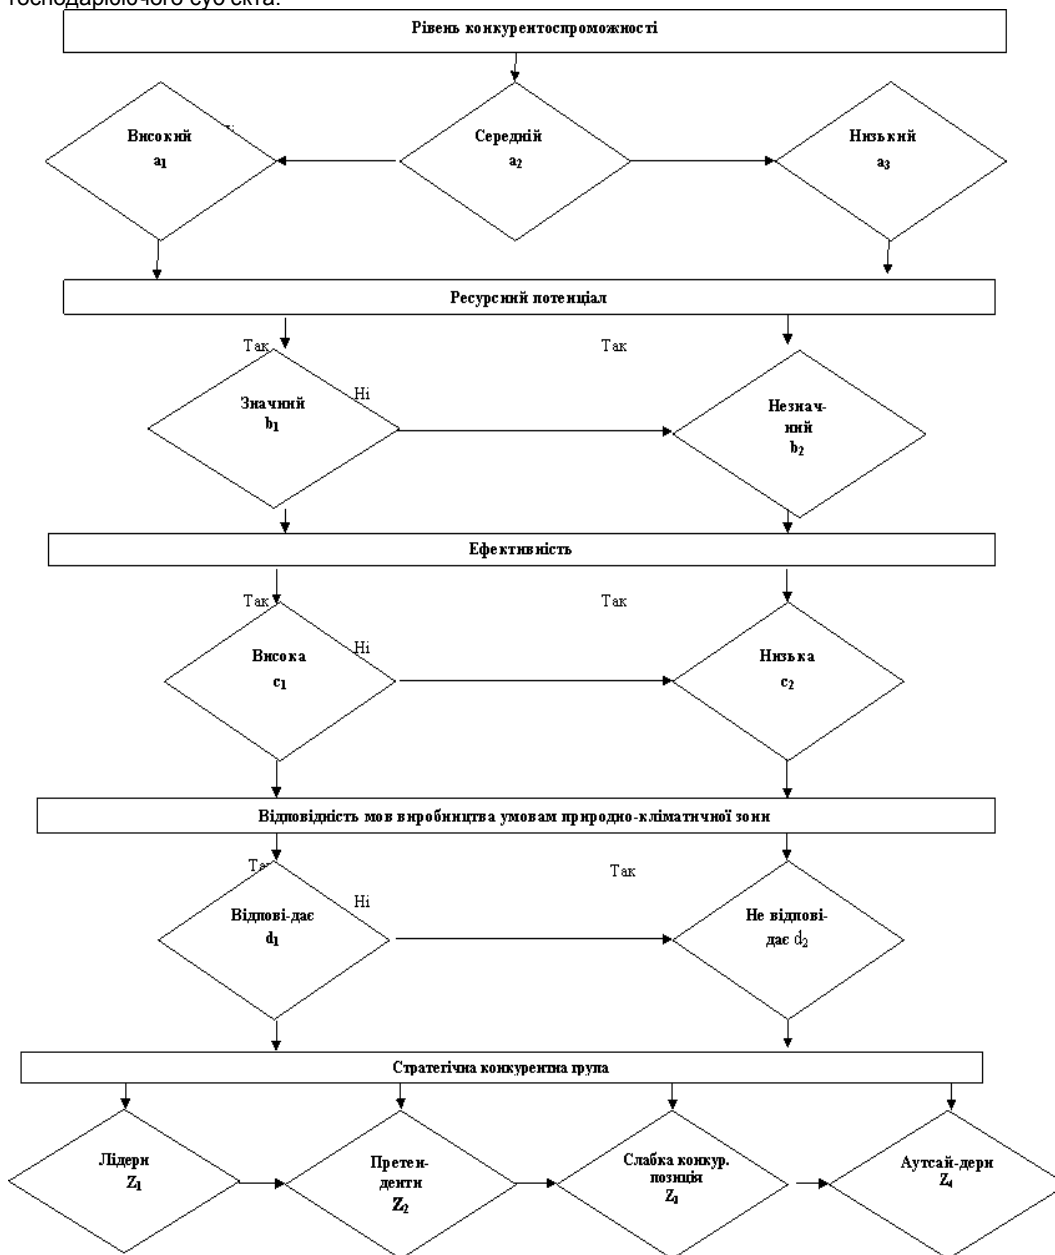 господарюючого суб'єкта.
Рівень конкурентоспроможності
Високий
a1
Середній
a2
Низький
a3
Ресурсний потенціал
Так
Так
Значний
b1
Ні
Незнач-
ний
b2
Ефективність
Так
Так
Висока
c1
Ні
Низька
c2
Відповідність мов виробництва умовам природно-кліматичної зони
Так
Так
Відпові-дає
d1
Ні
Не відпові-
дає d2
Стратегічна конкурентна група
Лідери
Z1
Претен-
денти
Z2
Слабка конкур.
позиція
Z3
Аутсай-дери
Z4